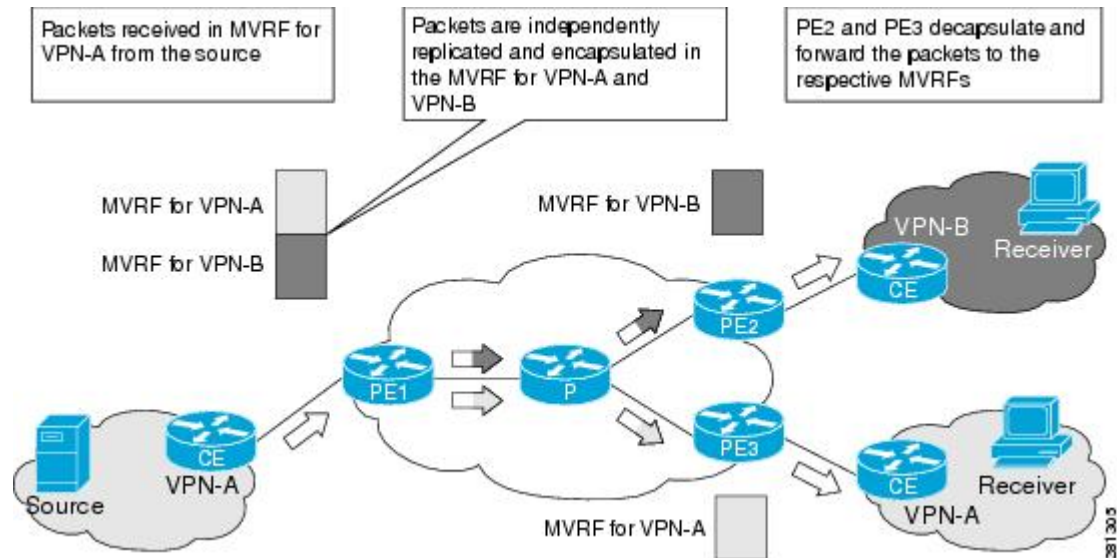 Packets received in MVRF for
VPN-A from the source
Packets are independently
replicated and encapsulated in
the MVRF for VPN-A and
VPN-B
PE2 and PE3 decapsulate and
forward the packets to the
respective MVRFs
MVRF for VPN-A
MVRF for VPN-B
MVRF for VPN-B
VPN-B
Receiver
CE
PE2
PE1
P
PE3
CE
VPN-A
Source
CE
Receiver
VPN-A
MVRF for VPN-A